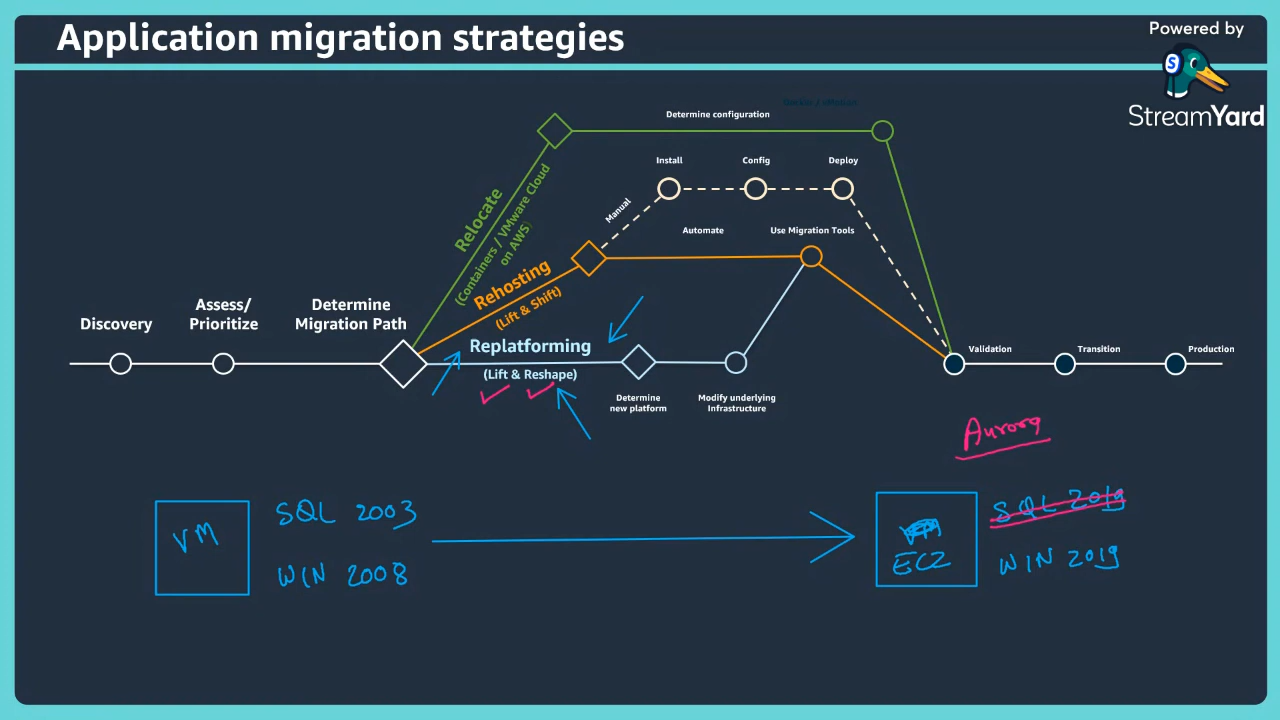 Application migration strategies
Powered by
StreamYard
Determine configuration
Install
Config
Deploy
Manual
Relocate
(Containers / VMware Cloud
on AWS)
Automate
Use Migration Tools
Rehosting
(Lift & Shift)
Discovery
Assess/
Prioritize
Determine
Migration Path
Replatforming
(Lift & Reshape)
Validation
Transition
Production
Determine
new platform
Modify underlying
Infrastructure
Aurora
VM
SQL 2003
WIN 2008
EC2
SQL 2019
WIN 2019